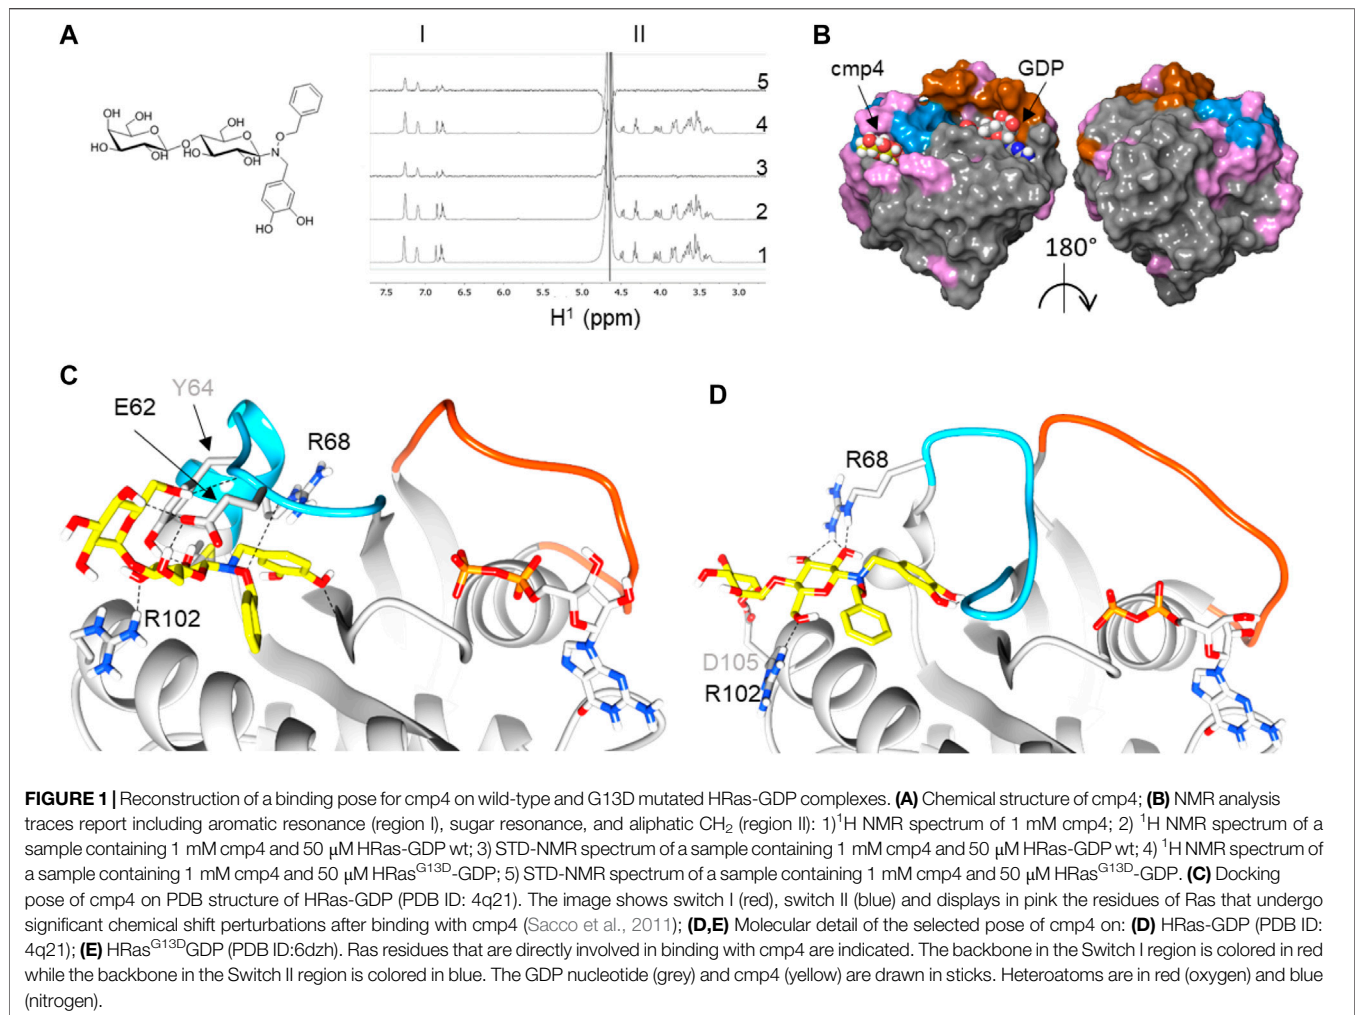 A
I
II
B
OH
OH
HO
OH
O
O
OH
HO
OH
O
O
OH
N
HO
OH
5
4
3
2
1
7.5 7.0 6.5 5.5 5.0 4.5 4.0 3.5 3.0
H¹ (ppm)
cmp4
GDP
180°
C
Y64
E62
R68
R102
D
R68
D105
R102
FIGURE 1 | Reconstruction of a binding pose for cmp4 on wild-type and G13D mutated HRas-GDP complexes. (A) Chemical structure of cmp4; (B) NMR analysis
traces report including aromatic resonance (region I), sugar resonance, and aliphatic CH₂ (region II): 1)¹H NMR spectrum of 1 mM cmp4; 2) ¹H NMR spectrum of a
sample containing 1 mM cmp4 and 50 μM HRas-GDP wt; 3) STD-NMR spectrum of a sample containing 1 mM cmp4 and 50 μM HRas-GDP wt; 4) ¹H NMR spectrum of
a sample containing 1 mM cmp4 and 50 μM HRasᴳ¹³ᴰ-GDP; 5) STD-NMR spectrum of a sample containing 1 mM cmp4 and 50 μM HRasᴳ¹³ᴰ-GDP. (C) Docking
pose of cmp4 on PDB structure of HRas-GDP (PDB ID: 4q21). The image shows switch I (red), switch II (blue) and displays in pink the residues of Ras that undergo
significant chemical shift perturbations after binding with cmp4 (Sacco et al., 2011); (D,E) Molecular detail of the selected pose of cmp4 on: (D) HRas-GDP (PDB ID:
4q21); (E) HRasᴳ¹³ᴰGDP (PDB ID:6dzh). Ras residues that are directly involved in binding with cmp4 are indicated. The backbone in the Switch I region is colored in red
while the backbone in the Switch II region is colored in blue. The GDP nucleotide (grey) and cmp4 (yellow) are drawn in sticks. Heteroatoms are in red (oxygen) and blue
(nitrogen).